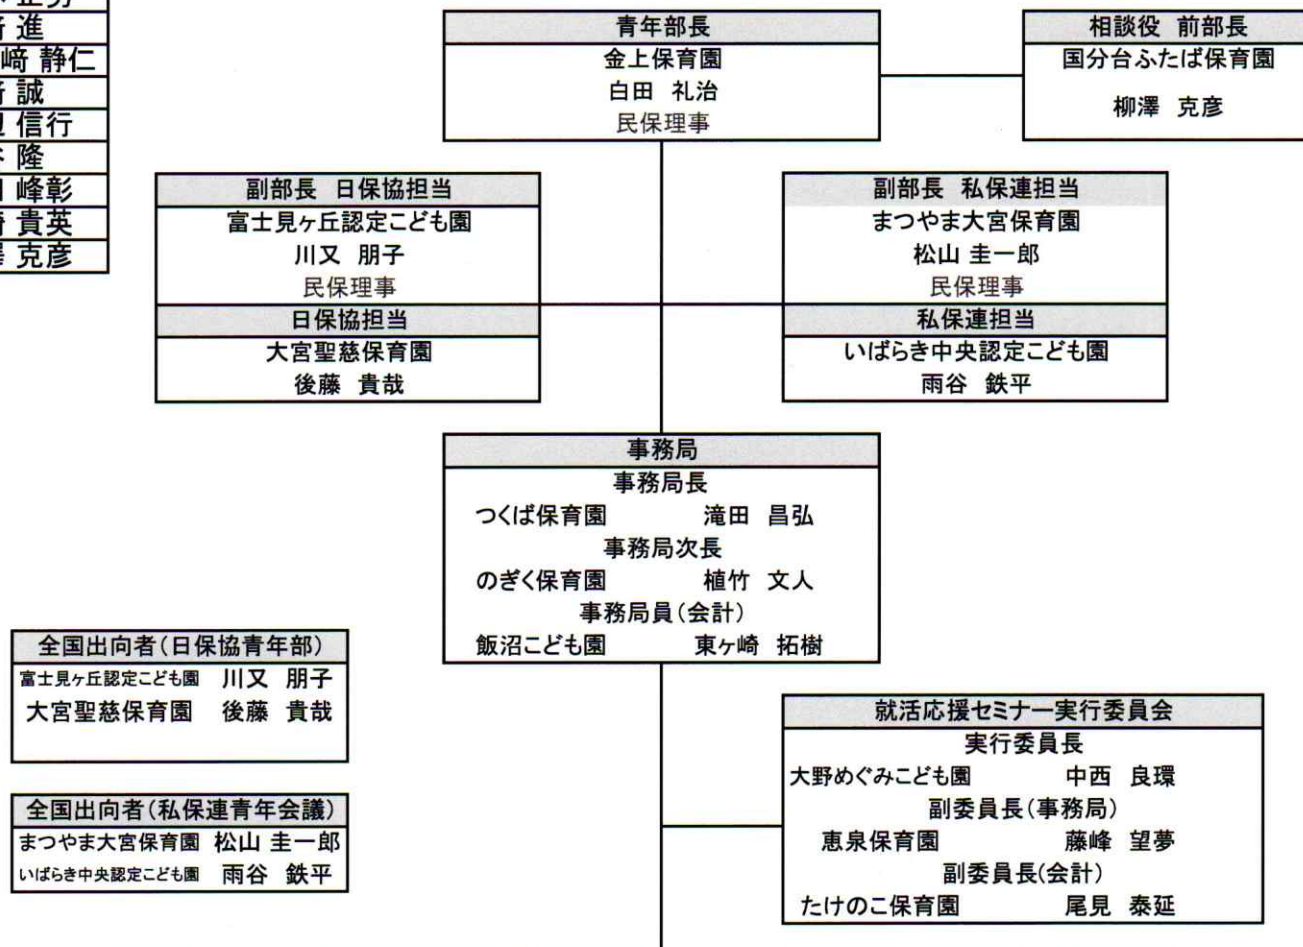 進
﨑 静仁
誠
信行
隆
峰彰
貴英
克彦
青年部長
金上保育園
白田 礼治
民保理事
相談役 前部長
国分台ふたば保育園
柳澤 克彦
副部長 日保協担当
富士見ヶ丘認定こども園
川又 朋子
民保理事
日保協担当
大宮聖慈保育園
後藤 貴哉
副部長 私保連担当
まつやま大宮保育園
松山 圭一郎
民保理事
私保連担当
いばらき中央認定こども園
雨谷 鉄平
事務局
事務局長
つくば保育園 滝田 昌弘
事務局次長
のぎく保育園 植竹 文人
事務局員(会計)
飯沼こども園 東ヶ崎 拓樹
全国出向者(日保協青年部)
富士見ヶ丘認定こども園 川又 朋子
大宮聖慈保育園 後藤 貴哉
全国出向者(私保連青年会議)
まつやま大宮保育園 松山 圭一郎
いばらき中央認定こども園 雨谷 鉄平
就活応援セミナー実行委員会
実行委員長
大野めぐみこども園 中西 良環
副委員長(事務局)
恵泉保育園 藤峰 望夢
副委員長(会計)
たけのこ保育園 尾見 泰延